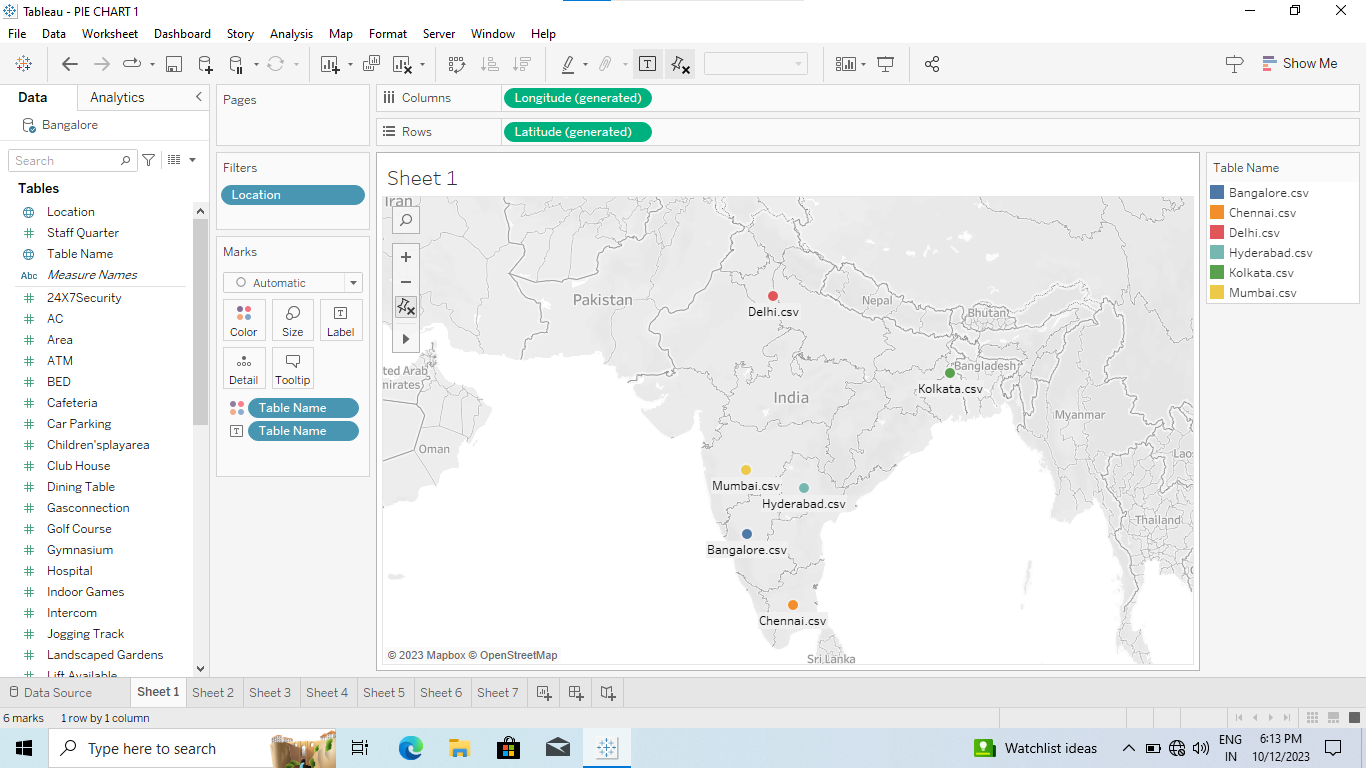 Tableau - PIE CHART 1
File Data Worksheet Dashboard Story Analysis Map Format Server Window Help
Show Me
Data Analytics
Bangalore
Search
Tables
Location
Staff Quarter
Table Name
Abc Measure Names
24X7Security
AC
Area
ATM
BED
Cafeteria
Car Parking
Children'splayarea
Club House
Dining Table
Gasconnection
Golf Course
Gymnasium
Hospital
Indoor Games
Intercom
Jogging Track
Landscaped Gardens
Lift Available
Pages
Filters
Location
Marks
Automatic
Color Size Label
Detail Tooltip
Table Name
Table Name
Columns Longitude (generated)
Rows Latitude (generated)
Sheet 1
Iran
Pakistan
Nepal
Bhutan
Delhi.csv
Bangladesh
ted Arab
mirates
Kolkata.csv
India
Myanmar
Oman
Laos
Mumbai.csv
Hyderabad.csv
Thailand
Bangalore.csv
Chennai.csv
Sri Lanka
© 2023 Mapbox © OpenStreetMap
Table Name
Bangalore.csv
Chennai.csv
Delhi.csv
Hyderabad.csv
Kolkata.csv
Mumbai.csv
Data Source Sheet 1 Sheet 2 Sheet 3 Sheet 4 Sheet 5 Sheet 6 Sheet 7
6 marks 1 row by 1 column
Type here to search
Watchlist ideas
ENG
IN
6:13 PM
10/12/2023